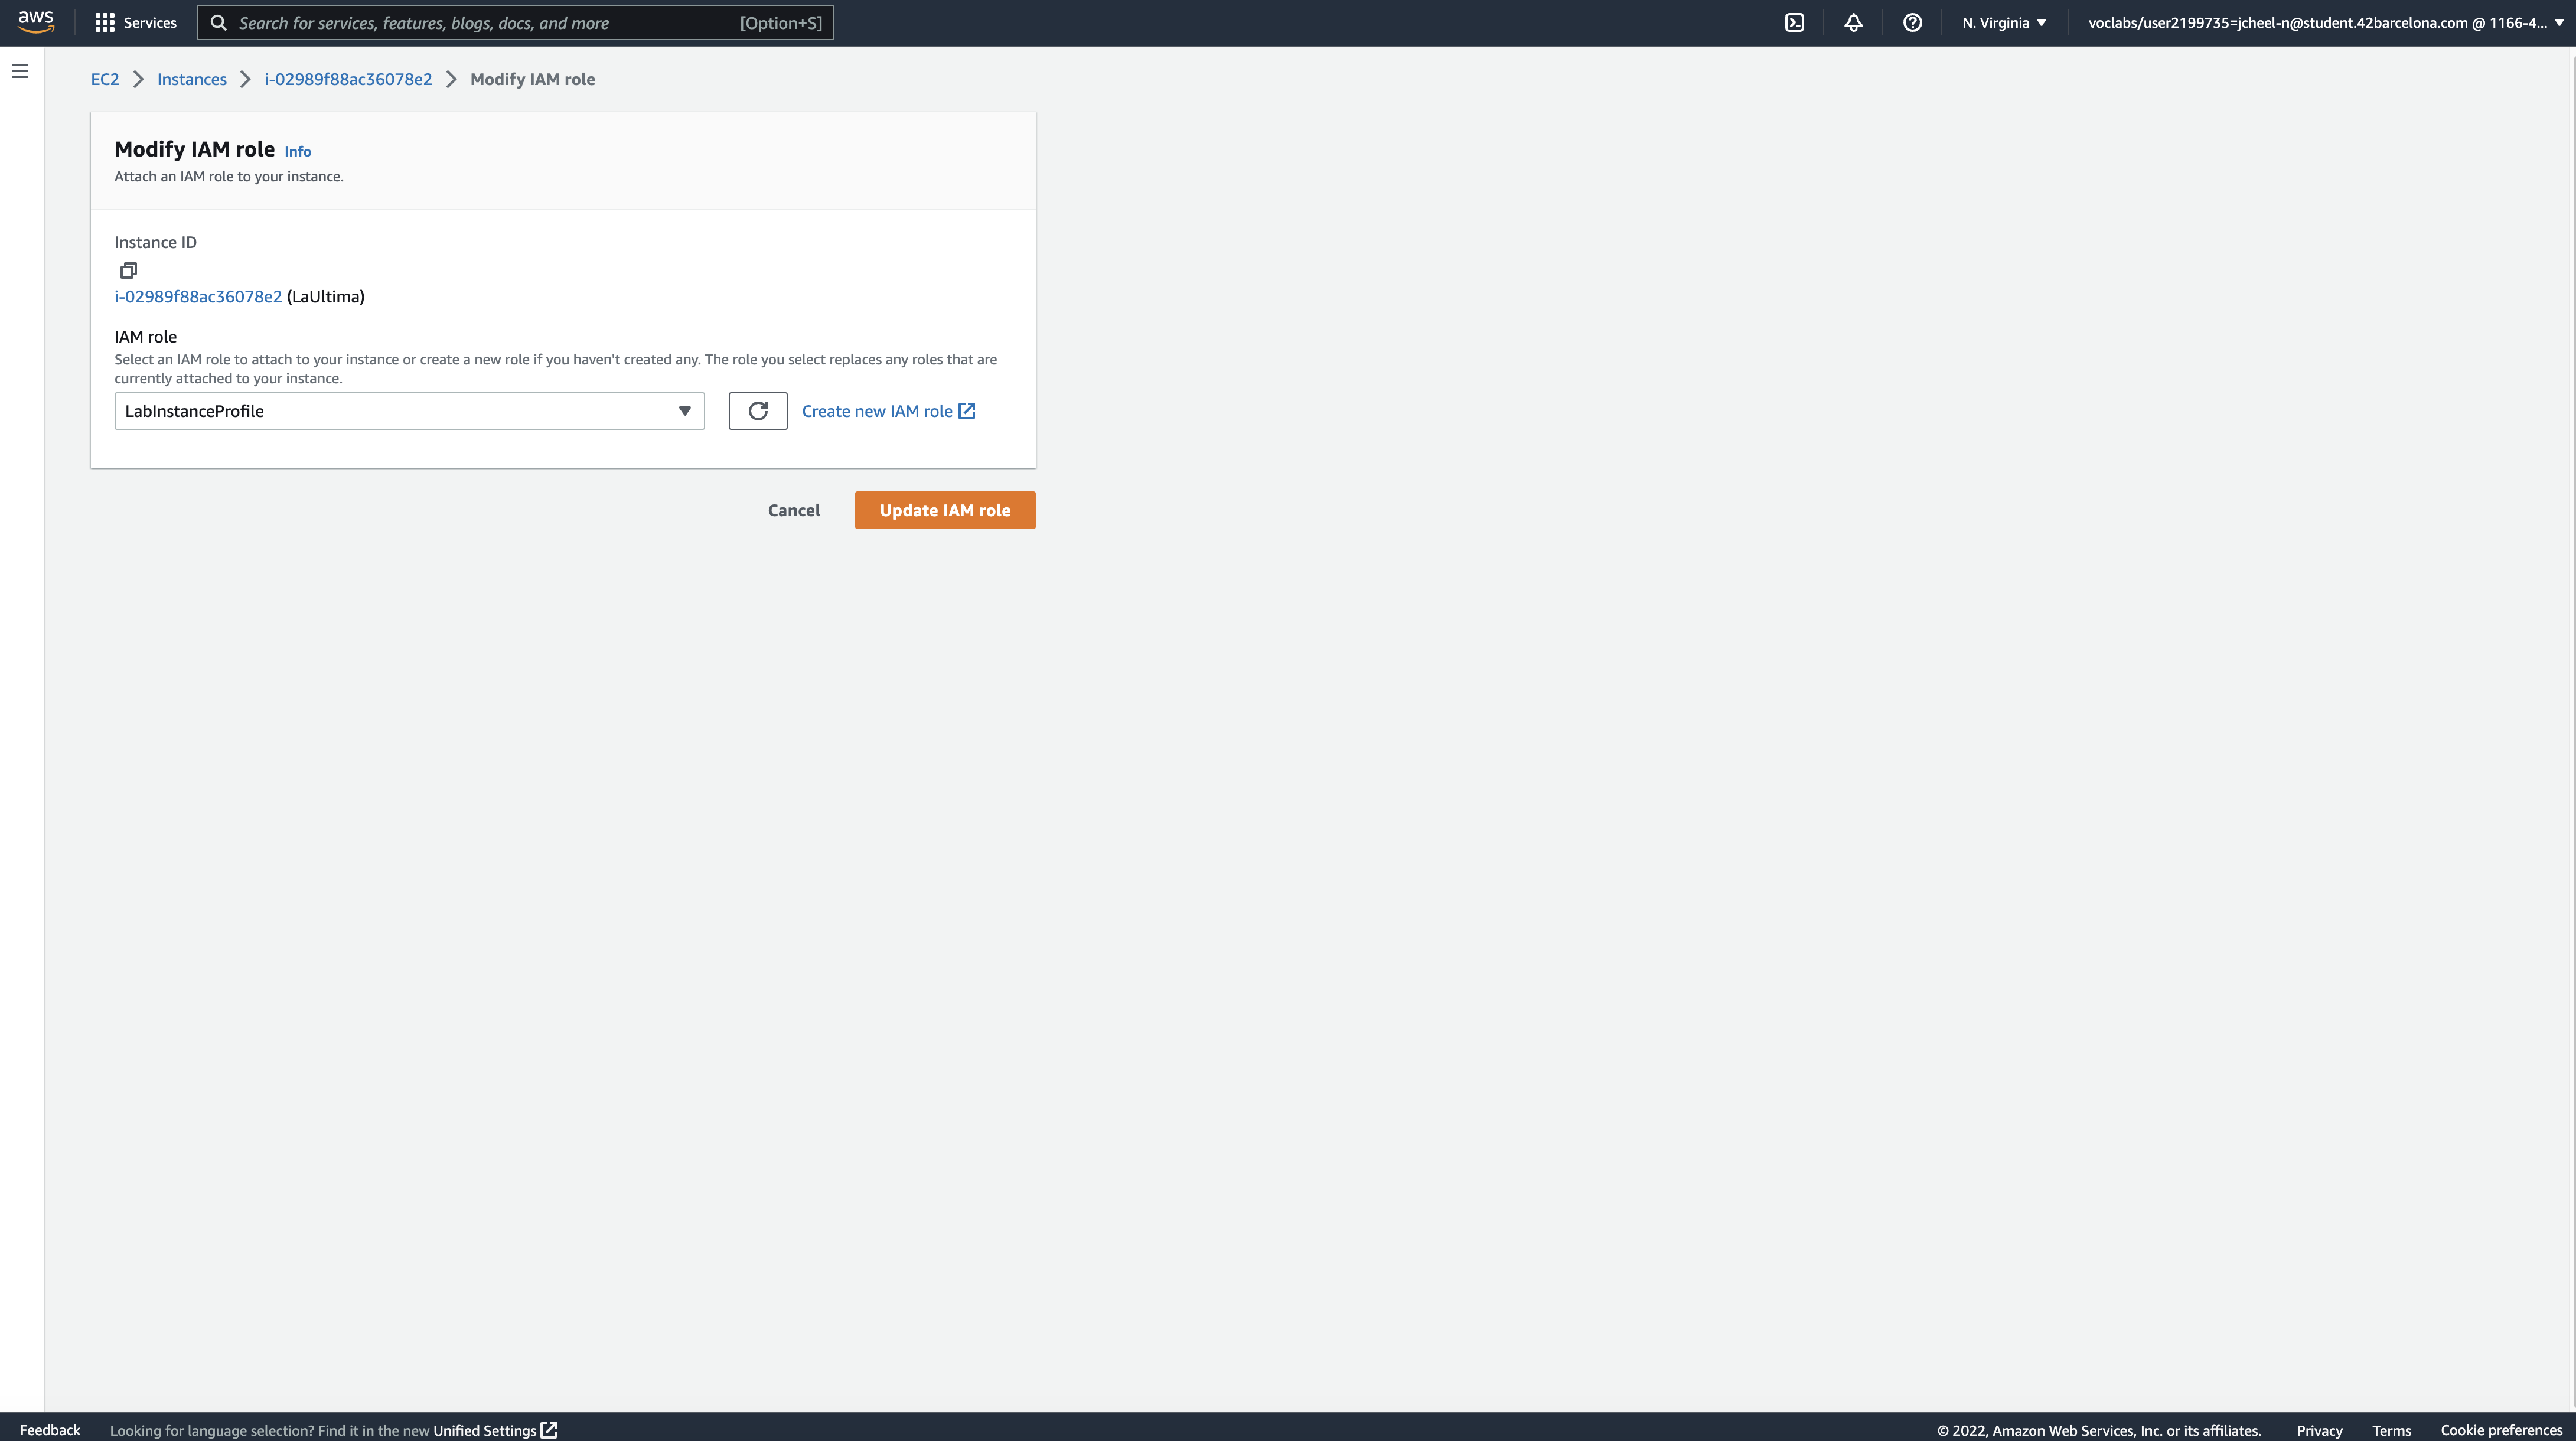 aws
Services
Search for services, features, blogs, docs, and more
[Option+S]
N. Virginia
voclabs/user2199735=jcheel-n@student.42barcelona.com @ 1166-4...
EC2
Instances
i-02989f88ac36078e2
Modify IAM role
Modify IAM role Info
Attach an IAM role to your instance.
Instance ID
i-02989f88ac36078e2 (LaUltima)
IAM role
Select an IAM role to attach to your instance or create a new role if you haven't created any. The role you select replaces any roles that are
currently attached to your instance.
LabInstanceProfile
Create new IAM role
Cancel
Update IAM role
Feedback
Looking for language selection? Find it in the new Unified Settings
© 2022, Amazon Web Services, Inc. or its affiliates.
Privacy
Terms
Cookie preferences